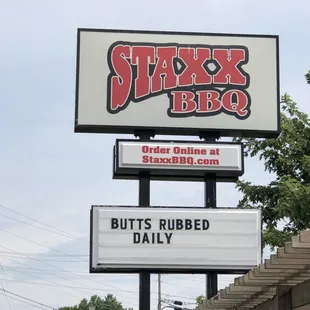 STAXX
BBQ
Order Online at
StaxxBBQ.com
BUTTS RUBBED
DAILY